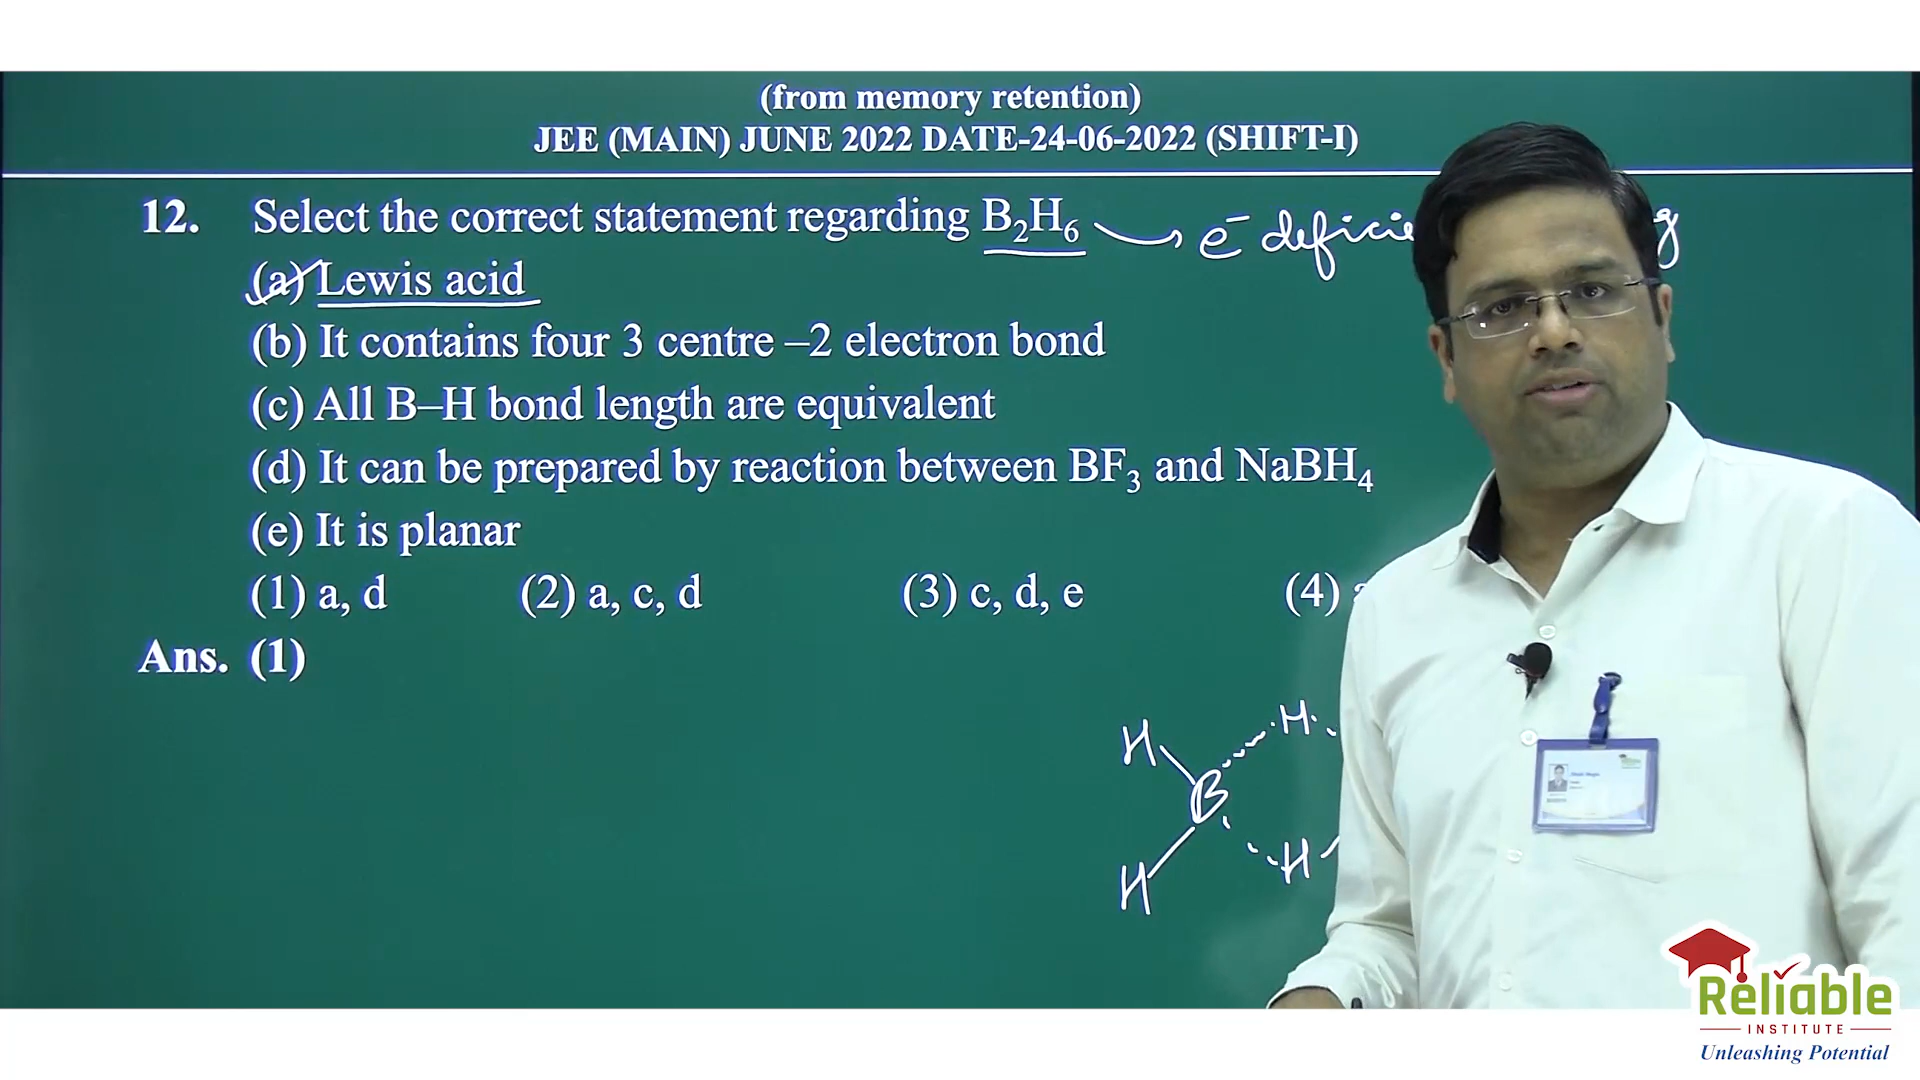 (from memory retention)
JEE (MAIN) JUNE 2022 DATE-24-06-2022 (SHIFT-I)
12. Select the correct statement regarding B₂H₆ e⁻ defici
(a) Lewis acid
(b) It contains four 3 centre –2 electron bond
(c) All B–H bond length are equivalent
(d) It can be prepared by reaction between BF₃ and NaBH₄
(e) It is planar
(1) a, d (2) a, c, d (3) c, d, e (4)
Ans. (1)
H H
B
H H
Reliable
INSTITUTE
Unleashing Potential